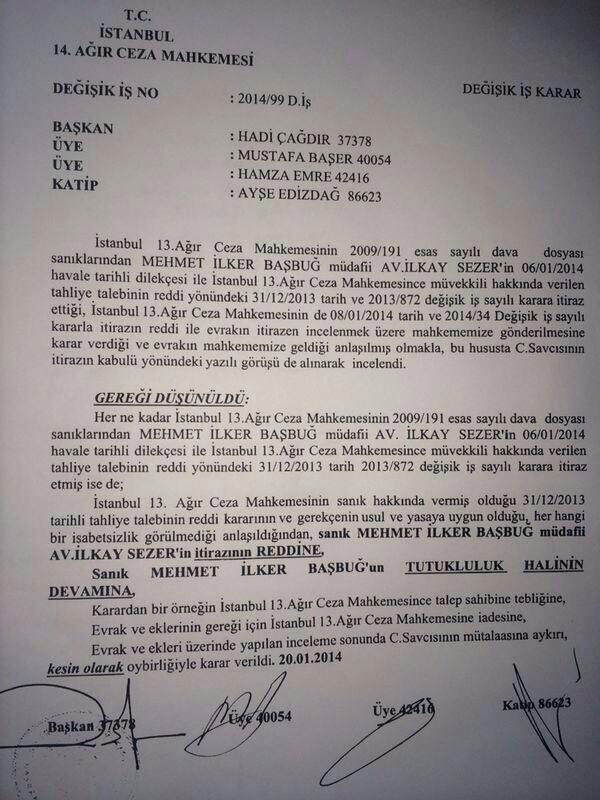 T.C.
İSTANBUL
14. AĞIR CEZA MAHKEMESİ
DEĞİŞİK İŞ NO : 2014/99 D.İş DEĞİŞİK İŞ KARAR
BAŞKAN : HADİ ÇAĞDIR 37378
ÜYE : MUSTAFA BAŞER 40054
ÜYE : HAMZA EMRE 42416
KATİP : AYŞE EDİZDAĞ 86623
İstanbul 13.Ağır Ceza Mahkemesinin 2009/191 esas sayılı dava dosyası
sanıklarından MEHMET İLKER BAŞBUĞ müdafii AV.İLKAY SEZER'in 06/01/2014
havale tarihli dilekçesi ile İstanbul 13.Ağır Ceza Mahkemesince müvekkili hakkında verilen
tahliye talebinin reddi yönündeki 31/12/2013 tarih ve 2013/872 değişik iş sayılı karara itiraz
ettiği, İstanbul 13.Ağır Ceza Mahkemesinin de 08/01/2014 tarih ve 2014/34 Değişik iş sayılı
kararla itirazın reddi ile evrakın itirazen incelenmek üzere mahkememize gönderilmesine
karar verdiği ve evrakın mahkememize geldiği anlaşılmış olmakla, bu hususta C.Savcısının
itirazın kabulü yönündeki yazılı görüşü de alınarak incelendi.
GEREĞİ DÜŞÜNÜLDÜ:
Her ne kadar İstanbul 13.Ağır Ceza Mahkemesinin 2009/191 esas sayılı dava dosyası
sanıklarından MEHMET İLKER BAŞBUĞ müdafii AV. İLKAY SEZER'in 06/01/2014
havale tarihli dilekçesi ile İstanbul 13.Ağır Ceza Mahkemesince müvekkili hakkında verilen
tahliye talebinin reddi yönündeki 31/12/2013 tarih 2013/872 değişik iş sayılı karara itiraz
etmiş ise de;
İstanbul 13. Ağır Ceza Mahkemesinin sanık hakkında vermiş olduğu 31/12/2013
tarihli tahliye talebinin reddi kararının ve gerekçenin usul ve yasaya uygun olduğu, her hangi
bir isabetsizlik görülmediği anlaşıldığından, sanık MEHMET İLKER BAŞBUĞ müdafii
AV.İLKAY SEZER'in itirazının REDDİNE,
Sanık MEHMET İLKER BAŞBUĞ'un TUTUKLULUK HALİNİN
DEVAMINA,
Karardan bir örneğin İstanbul 13.Ağır Ceza Mahkemesince talep sahibine tebliğine,
Evrak ve eklerinin gereği için İstanbul 13.Ağır Ceza Mahkemesine iadesine,
Evrak ve ekleri üzerinde yapılan inceleme sonunda C.Savcısının mütalaasına aykırı,
kesin olarak oybirliğiyle karar verildi. 20.01.2014
Başkan 37378 Üye 40054 Üye 42416 Katip 86623